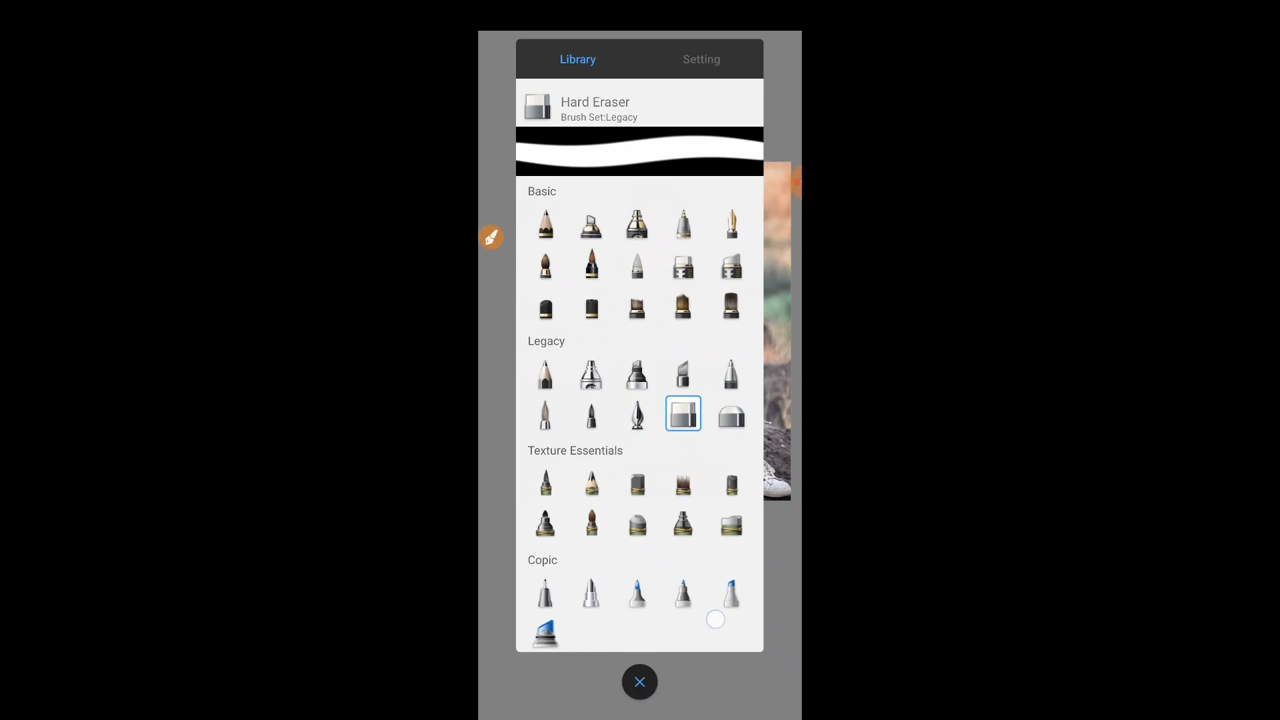 Library
Setting
Hard Eraser
Brush Set:Legacy
Basic
Legacy
Texture Essentials
Copic